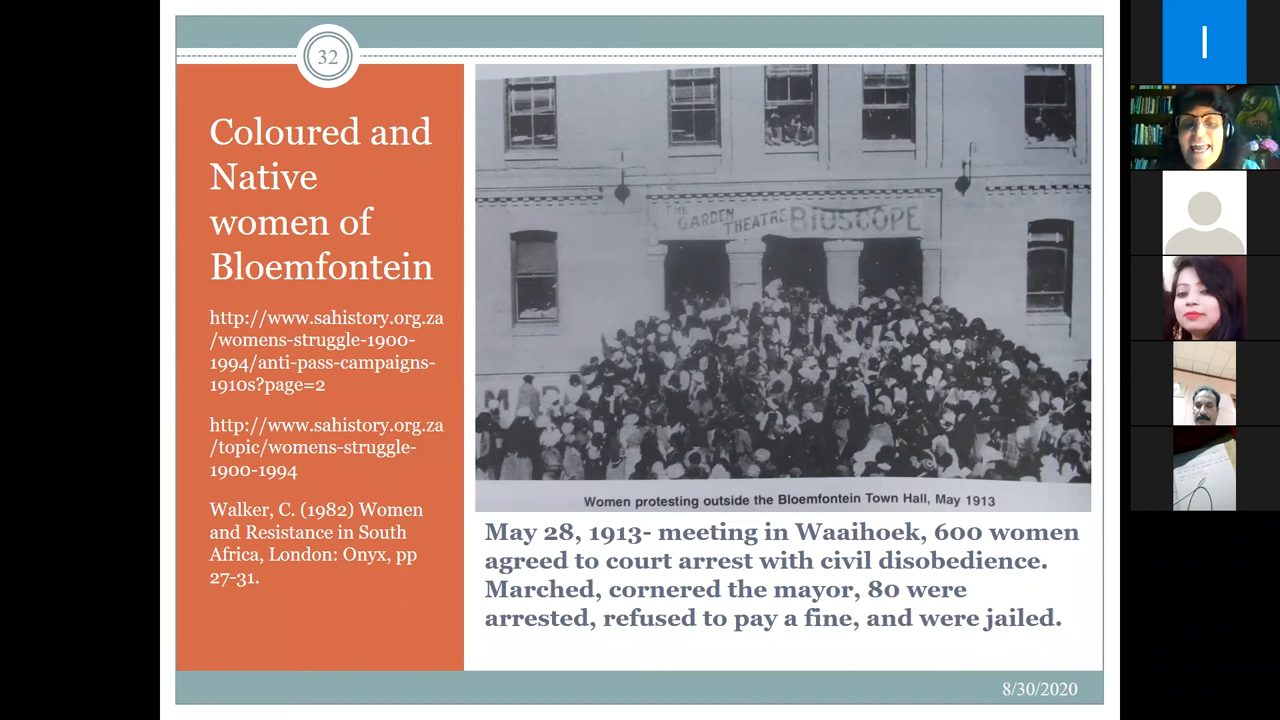 32
Coloured and
Native
women of
Bloemfontein
http://www.sahistory.org.za
/womens-struggle-1900-
1994/anti-pass-campaigns-
1910s?page=2
http://www.sahistory.org.za
/topic/womens-struggle-
1900-1994
Walker, C. (1982) Women
and Resistance in South
Africa, London: Onyx, pp
27-31.
THE
GARDEN
THEATRE BIOSCOPE
Women protesting outside the Bloemfontein Town Hall, May 1913
May 28, 1913- meeting in Waaihoek, 600 women
agreed to court arrest with civil disobedience.
Marched, cornered the mayor, 80 were
arrested, refused to pay a fine, and were jailed.
8/30/2020
I